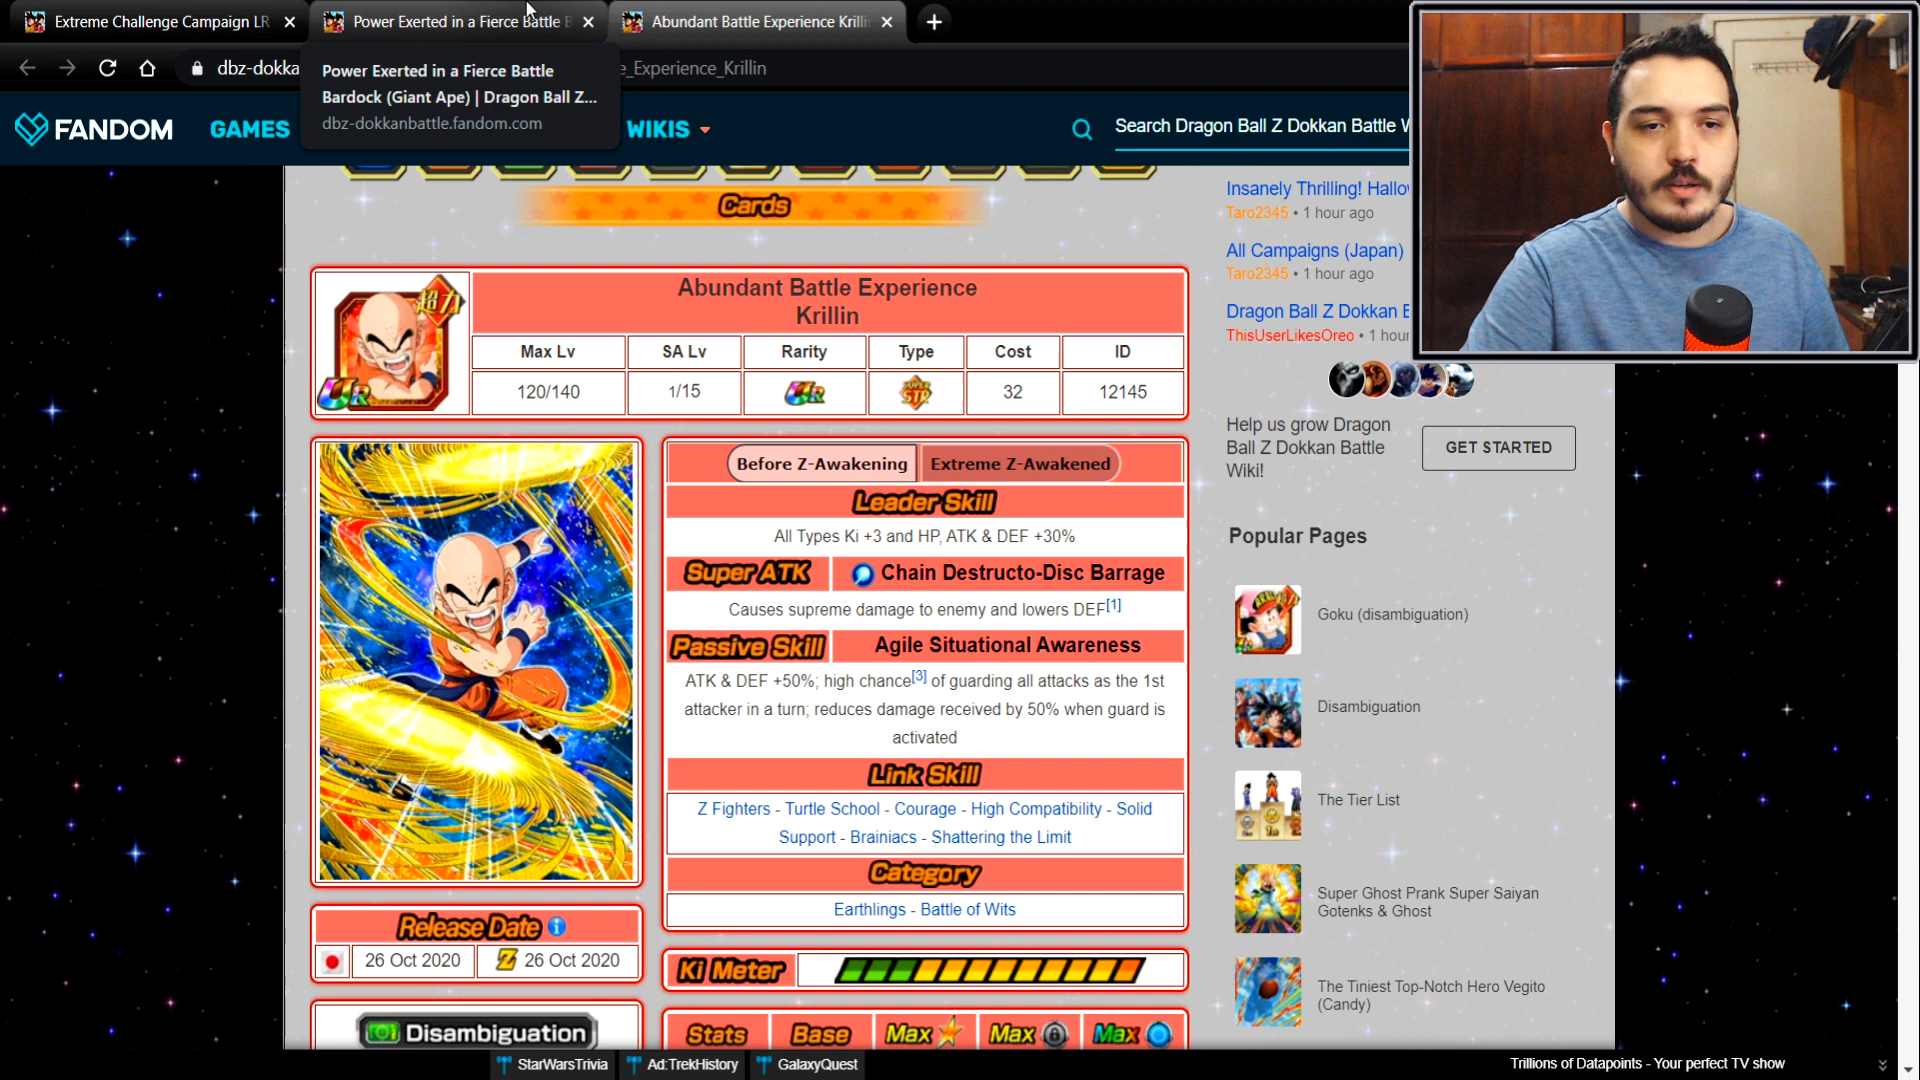 Extreme Challenge Campaign LR
Power Exerted in a Fierce Battle B
Abundant Battle Experience Krillin
dbz-dokka
e_Experience_Krillin
Power Exerted in a Fierce Battle
Bardock (Giant Ape) | Dragon Ball Z...
dbz-dokkanbattle.fandom.com
FANDOM
GAMES
WIKIS
Search Dragon Ball Z Dokkan Battle W
Cards
Abundant Battle Experience
Krillin
Max Lv SA Lv Rarity Type Cost ID
120/140 1/15 UR SUPER STR 32 12145
超力
UR
Before Z-Awakening Extreme Z-Awakened
Leader Skill
All Types Ki +3 and HP, ATK & DEF +30%
Super ATK Chain Destructo-Disc Barrage
Causes supreme damage to enemy and lowers DEF[1]
Passive Skill Agile Situational Awareness
ATK & DEF +50%; high chance[3] of guarding all attacks as the 1st
attacker in a turn; reduces damage received by 50% when guard is
activated
Link Skill
Z Fighters - Turtle School - Courage - High Compatibility - Solid
Support - Brainiacs - Shattering the Limit
Category
Earthlings - Battle of Wits
Ki Meter
Stats Base Max Max Max
Release Date
26 Oct 2020 Z 26 Oct 2020
Disambiguation
Insanely Thrilling! Hallo
Taro2345 • 1 hour ago
All Campaigns (Japan)
Taro2345 • 1 hour ago
Dragon Ball Z Dokkan B
ThisUserLikesOreo • 1 hour
Help us grow Dragon
Ball Z Dokkan Battle
Wiki!
GET STARTED
Popular Pages
Goku (disambiguation)
Disambiguation
The Tier List
Super Ghost Prank Super Saiyan
Gotenks & Ghost
The Tiniest Top-Notch Hero Vegito
(Candy)
StarWarsTrivia
Ad:TrekHistory
GalaxyQuest
Trillions of Datapoints - Your perfect TV show